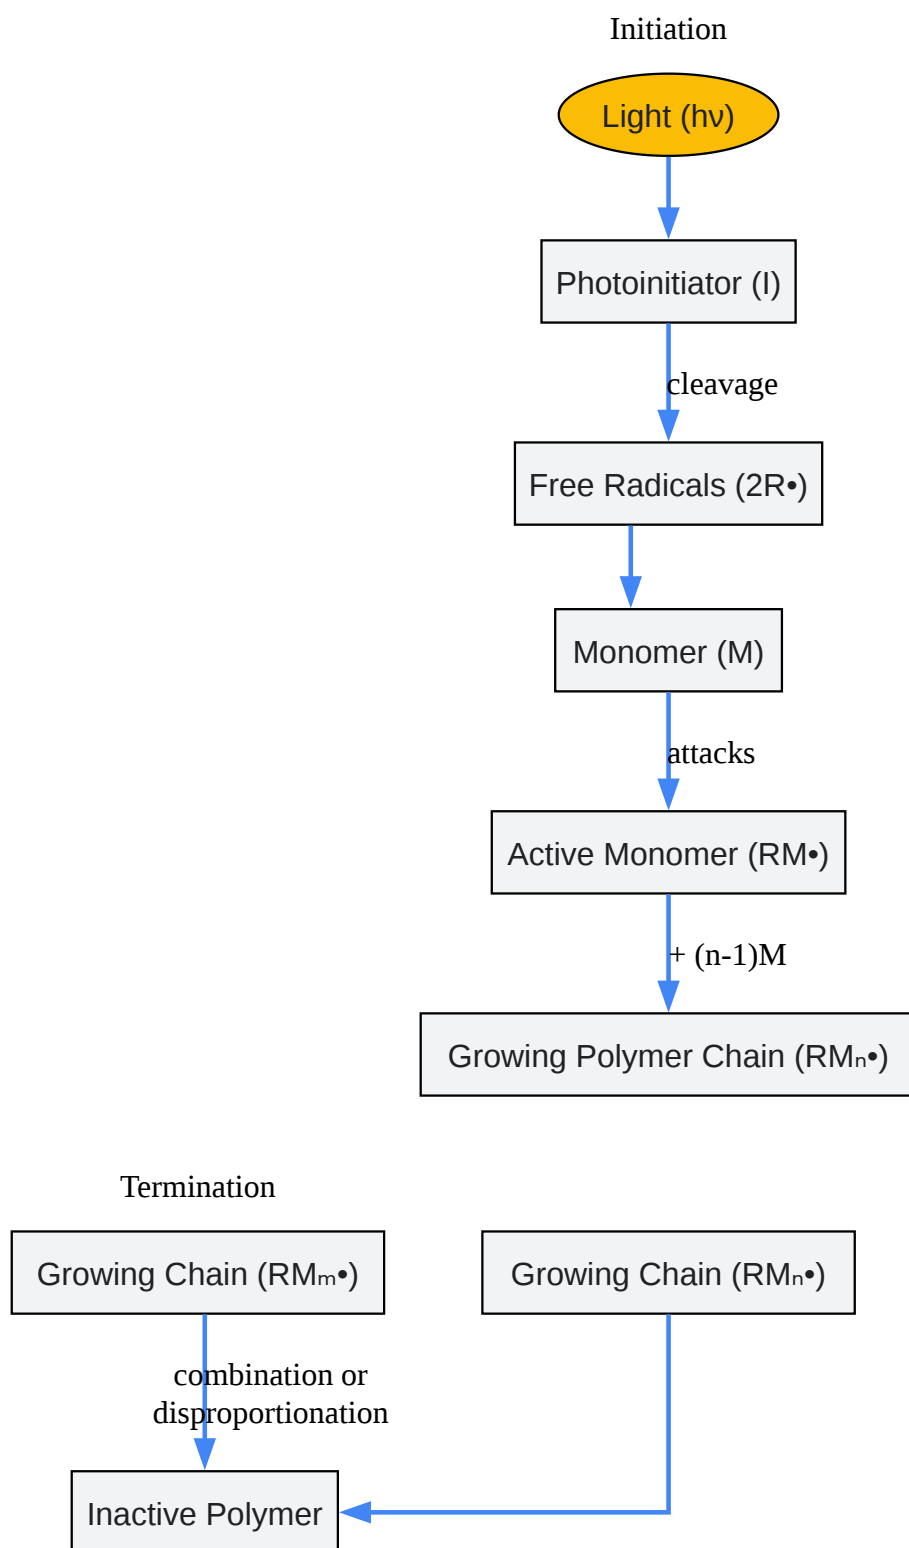 Initiation
Light (hν)
Photoinitiator (I)
cleavage
Free Radicals (2R•)
Monomer (M)
attacks
Active Monomer (RM•)
+ (n-1)M
Growing Polymer Chain (RMₙ•)
Termination
Growing Chain (RMₘ•)
Growing Chain (RMₙ•)
combination or
disproportionation
Inactive Polymer